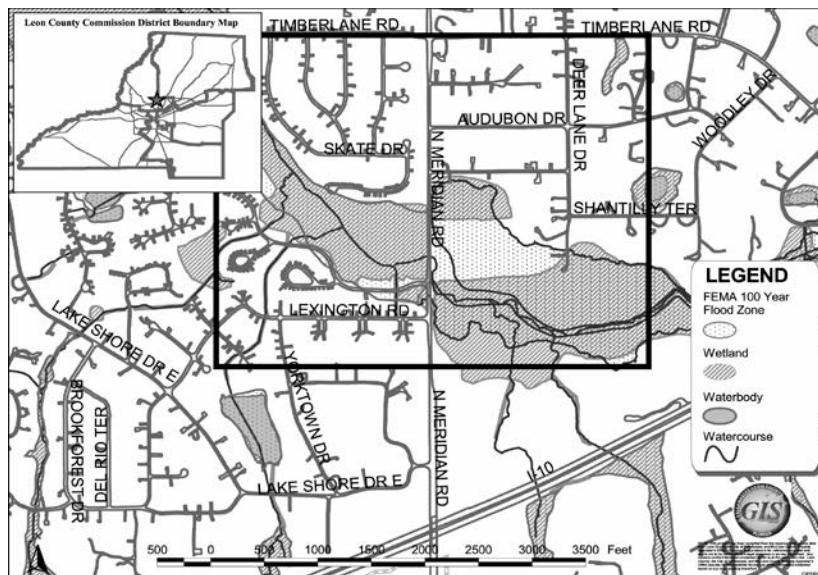 Leon County Commission District Boundary Map
TIMBERLANE RD
TIMBERLANE RD
DEER LANE DR
WOODLEY DR
AUDUBON DR
SKATE DR
N MERIDIAN RD
SHANTILLY TER
LEXINGTON RD
LAKE SHORE DR E
YORKTOWN DR
BROOKFOREST DR
DEL RIO TER
N MERIDIAN RD
I-10
LAKE SHORE DR E
LEGEND
FEMA 100 Year
Flood Zone
Wetland
Waterbody
Watercourse
GIS
500 0 500 1000 1500 2000 2500 3000 3500 Feet